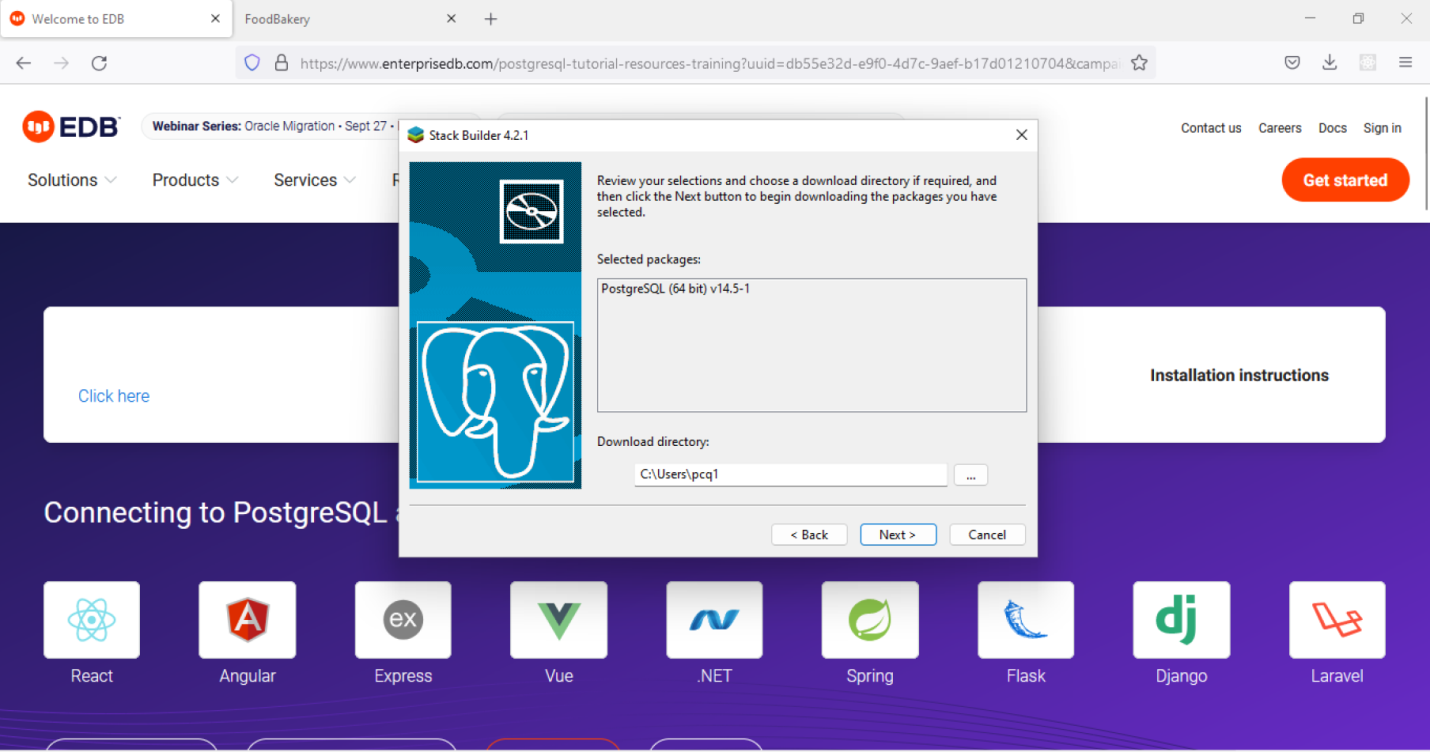 Welcome to EDB
FoodBakery
https://www.enterprisedb.com/postgresql-tutorial-resources-training?uuid=db55e32d-e9f0-4d7c-9aef-b17d01210704&campai
EDB
Webinar Series: Oracle Migration • Sept 27 •
Contact us Careers Docs Sign in
Solutions Products Services
Get started
Stack Builder 4.2.1
Review your selections and choose a download directory if required, and
then click the Next button to begin downloading the packages you have
selected.
Selected packages:
PostgreSQL (64 bit) v14.5-1
Download directory:
C:\Users\pcq1
...
< Back Next > Cancel
Click here
Installation instructions
Connecting to PostgreSQL
ex
dj
React Angular Express Vue .NET Spring Flask Django Laravel